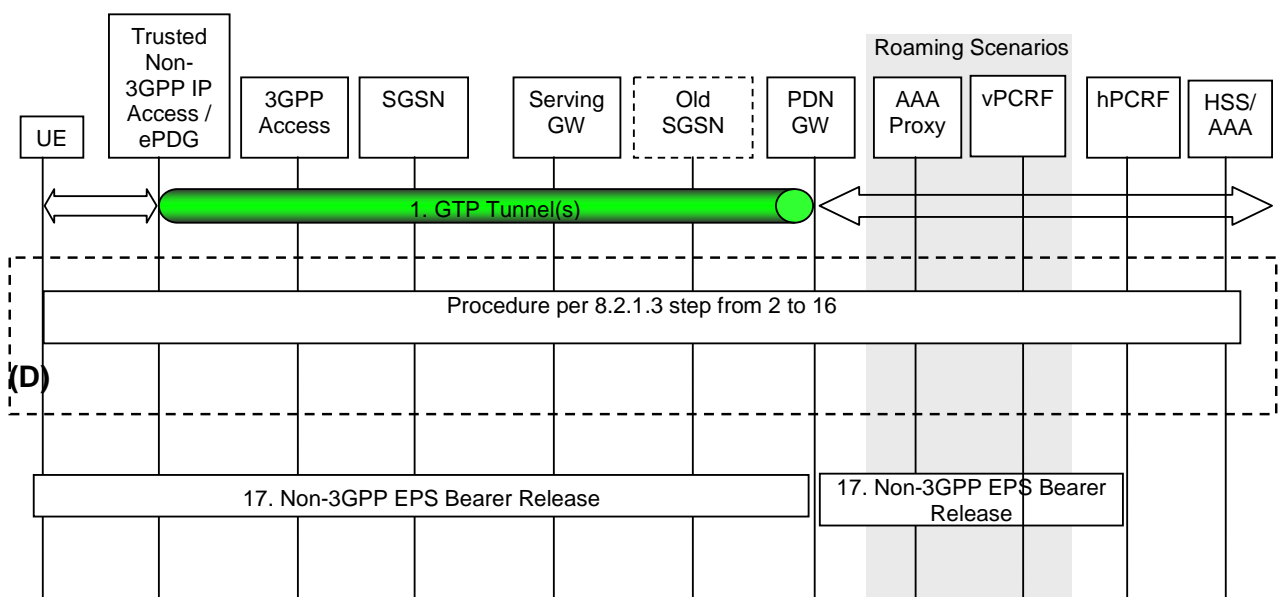 Roaming Scenarios
UE
Trusted
Non-
3GPP IP
Access /
ePDG
3GPP
Access
SGSN
Serving
GW
Old
SGSN
PDN
GW
AAA
Proxy
vPCRF
hPCRF
HSS/
AAA
1. GTP Tunnel(s)
Procedure per 8.2.1.3 step from 2 to 16
(D)
17. Non-3GPP EPS Bearer Release
17. Non-3GPP EPS Bearer
Release